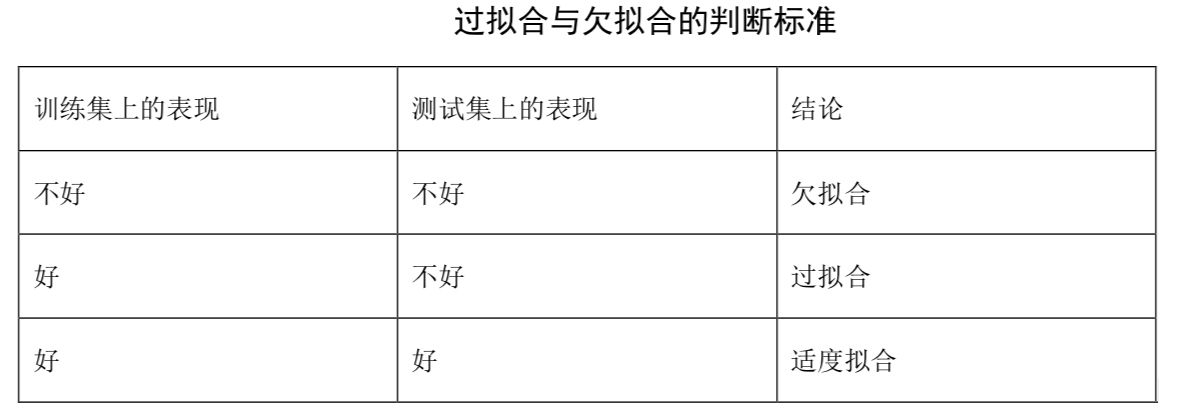 过拟合与欠拟合的判断标准
训练集上的表现 测试集上的表现 结论
不好 不好 欠拟合
好 不好 过拟合
好 好 适度拟合